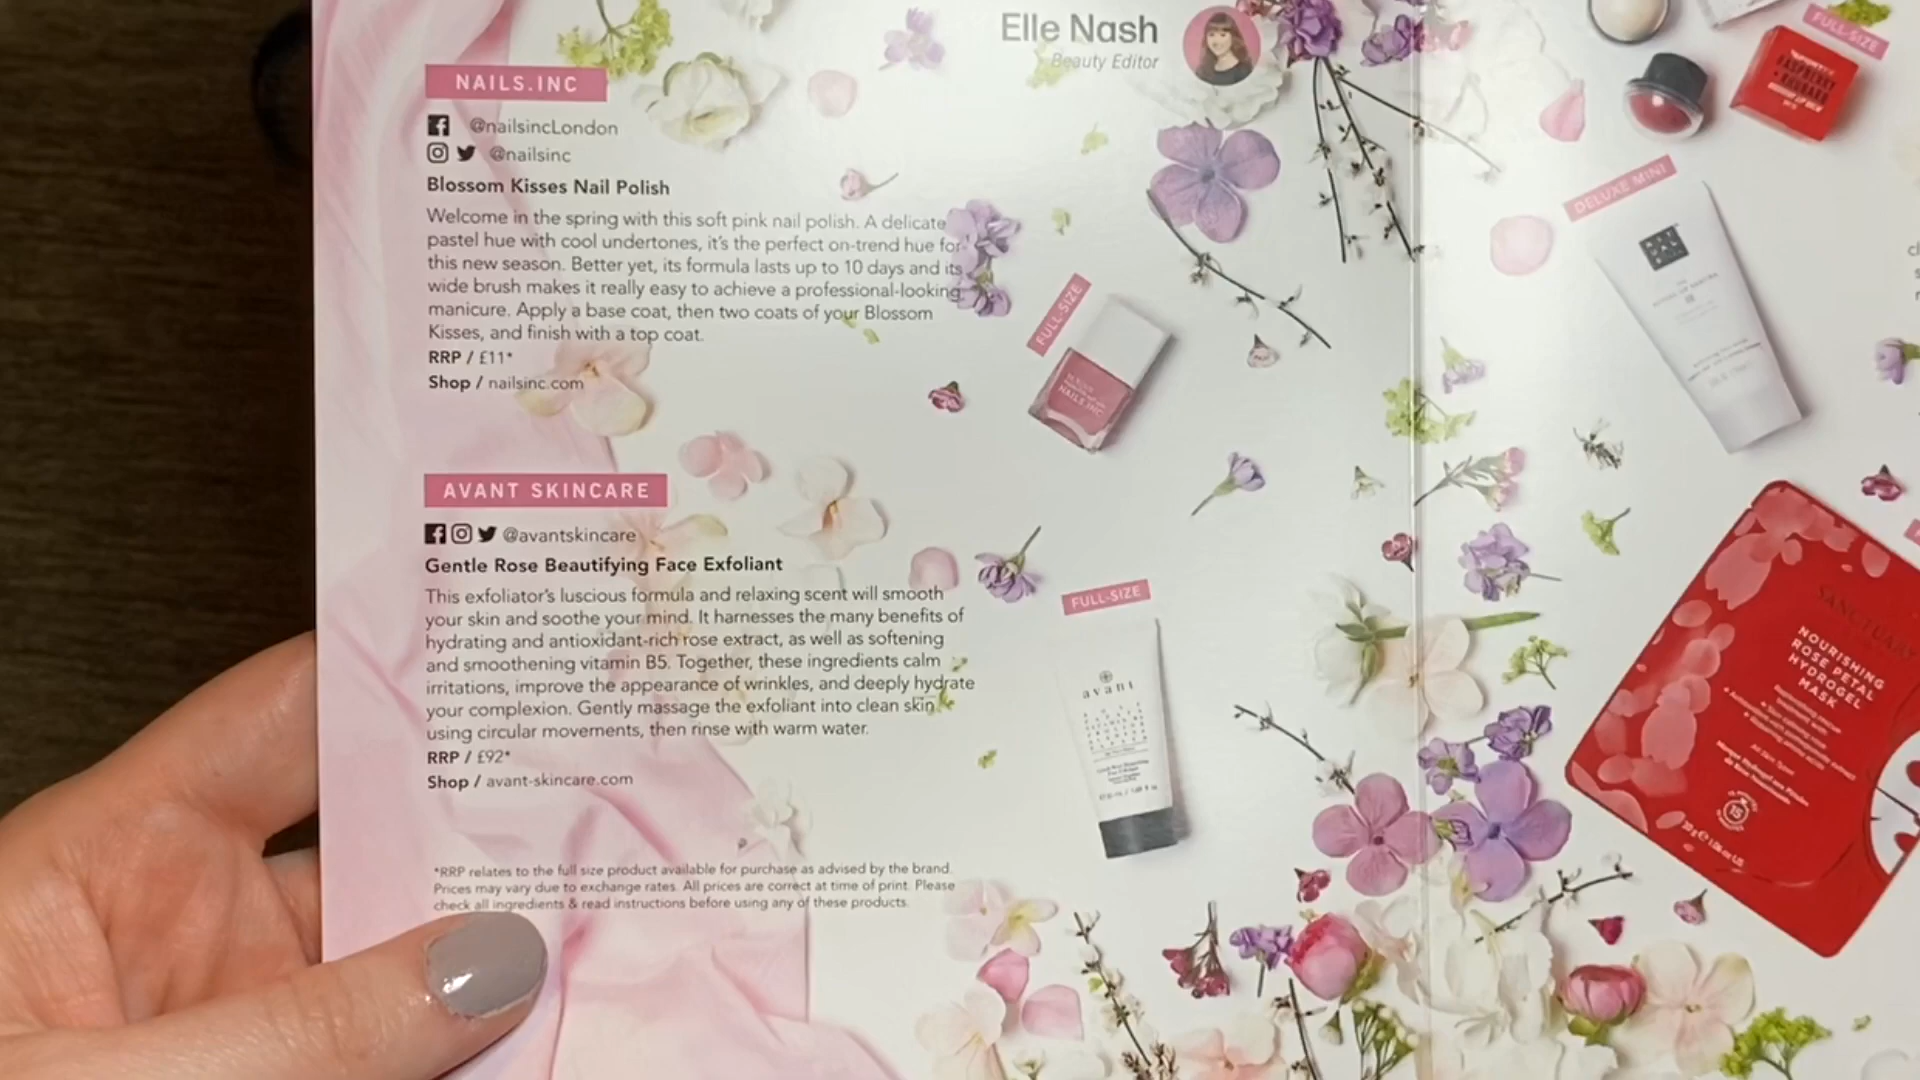 Elle Nash
Beauty Editor
NAILS.INC
@nailsincLondon
@nailsinc
Blossom Kisses Nail Polish
Welcome in the spring with this soft pink nail polish. A delicate
pastel hue with cool undertones, it's the perfect on-trend hue for
this new season. Better yet, its formula lasts up to 10 days and its
wide brush makes it really easy to achieve a professional-looking
manicure. Apply a base coat, then two coats of your Blossom
Kisses, and finish with a top coat.
RRP / £11*
Shop / nailsinc.com
AVANT SKINCARE
@avantskincare
Gentle Rose Beautifying Face Exfoliant
This exfoliator's luscious formula and relaxing scent will smooth
your skin and soothe your mind. It harnesses the many benefits of
hydrating and antioxidant-rich rose extract, as well as softening
and smoothening vitamin B5. Together, these ingredients calm
irritations, improve the appearance of wrinkles, and deeply hydrate
your complexion. Gently massage the exfoliant into clean skin
using circular movements, then rinse with warm water.
RRP / £92*
Shop / avant-skincare.com
*RRP relates to the full size product available for purchase as advised by the brand.
Prices may vary due to exchange rates. All prices are correct at time of print. Please
check all ingredients & read instructions before using any of these products.
FULL-SIZE
NAILS.INC
FULL-SIZE
avant
FULL-SIZE
RASPBERRY
+ RHUBARB
DELUXE MINI
SANCTUARY
NOURISHING
ROSE PETAL
HYDROGEL
MASK
15